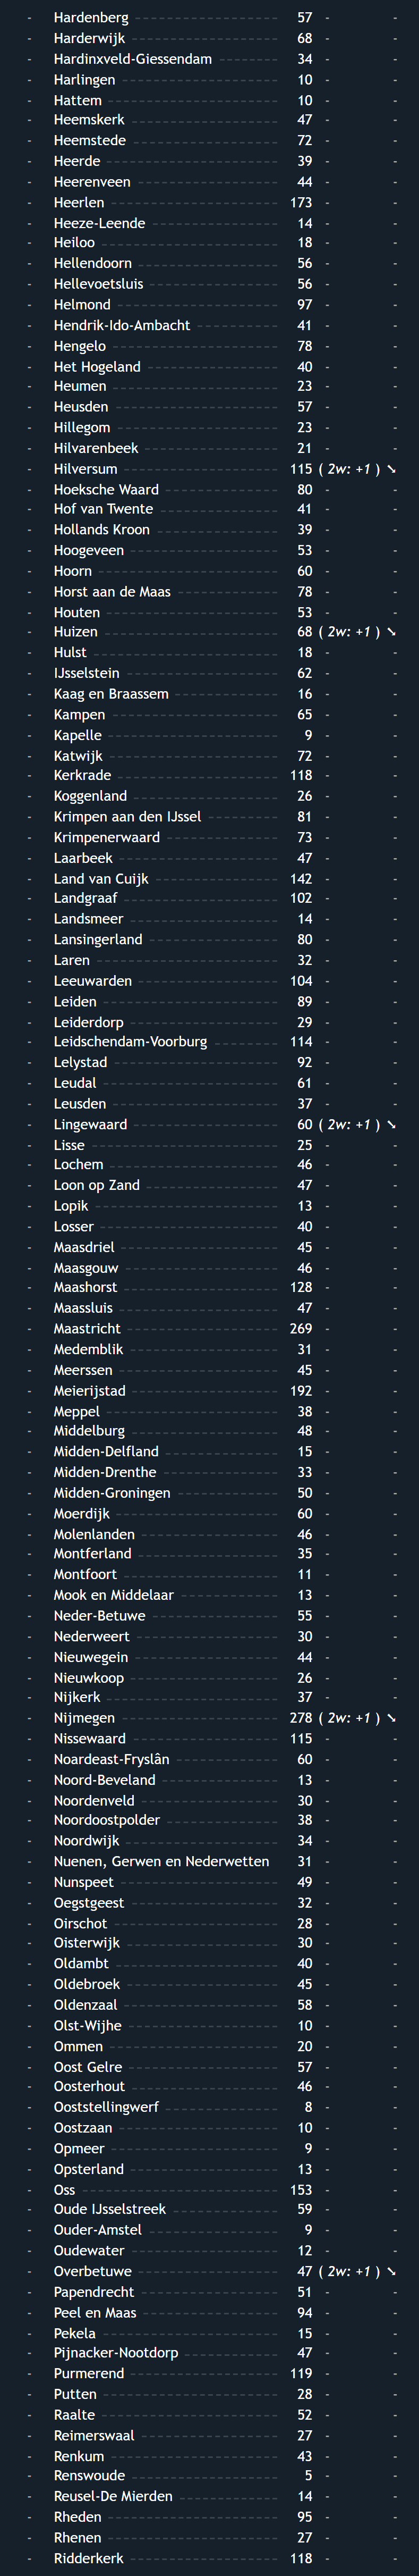 - Hardenberg 57 - -
- Harderwijk 68 - -
- Hardinxveld-Giessendam 34 - -
- Harlingen 10 - -
- Hattem 10 - -
- Heemskerk 47 - -
- Heemstede 72 - -
- Heerde 39 - -
- Heerenveen 44 - -
- Heerlen 173 - -
- Heeze-Leende 14 - -
- Heiloo 18 - -
- Hellendoorn 56 - -
- Hellevoetsluis 56 - -
- Helmond 97 - -
- Hendrik-Ido-Ambacht 41 - -
- Hengelo 78 - -
- Het Hogeland 40 - -
- Heumen 23 - -
- Heusden 57 - -
- Hillegom 23 - -
- Hilvarenbeek 21 - -
- Hilversum 115 ( 2w: +1 ) ↘
- Hoeksche Waard 80 - -
- Hof van Twente 41 - -
- Hollands Kroon 39 - -
- Hoogeveen 53 - -
- Hoorn 60 - -
- Horst aan de Maas 78 - -
- Houten 53 - -
- Huizen 68 ( 2w: +1 ) ↘
- Hulst 18 - -
- IJsselstein 62 - -
- Kaag en Braassem 16 - -
- Kampen 65 - -
- Kapelle 9 - -
- Katwijk 72 - -
- Kerkrade 118 - -
- Koggenland 26 - -
- Krimpen aan den IJssel 81 - -
- Krimpenerwaard 73 - -
- Laarbeek 47 - -
- Land van Cuijk 142 - -
- Landgraaf 102 - -
- Landsmeer 14 - -
- Lansingerland 80 - -
- Laren 32 - -
- Leeuwarden 104 - -
- Leiden 89 - -
- Leiderdorp 29 - -
- Leidschendam-Voorburg 114 - -
- Lelystad 92 - -
- Leudal 61 - -
- Leusden 37 - -
- Lingewaard 60 ( 2w: +1 ) ↘
- Lisse 25 - -
- Lochem 46 - -
- Loon op Zand 47 - -
- Lopik 13 - -
- Losser 40 - -
- Maasdriel 45 - -
- Maasgouw 46 - -
- Maashorst 128 - -
- Maassluis 47 - -
- Maastricht 269 - -
- Medemblik 31 - -
- Meerssen 45 - -
- Meierijstad 192 - -
- Meppel 38 - -
- Middelburg 48 - -
- Midden-Delfland 15 - -
- Midden-Drenthe 33 - -
- Midden-Groningen 50 - -
- Moerdijk 60 - -
- Molenlanden 46 - -
- Montferland 35 - -
- Montfoort 11 - -
- Mook en Middelaar 13 - -
- Neder-Betuwe 55 - -
- Nederweert 30 - -
- Nieuwegein 44 - -
- Nieuwkoop 26 - -
- Nijkerk 37 - -
- Nijmegen 278 ( 2w: +1 ) ↘
- Nissewaard 115 - -
- Noardeast-Fryslân 60 - -
- Noord-Beveland 13 - -
- Noordenveld 30 - -
- Noordoostpolder 38 - -
- Noordwijk 34 - -
- Nuenen, Gerwen en Nederwetten 31 - -
- Nunspeet 49 - -
- Oegstgeest 32 - -
- Oirschot 28 - -
- Oisterwijk 30 - -
- Oldambt 40 - -
- Oldebroek 45 - -
- Oldenzaal 58 - -
- Olst-Wijhe 10 - -
- Ommen 20 - -
- Oost Gelre 57 - -
- Oosterhout 46 - -
- Ooststellingwerf 8 - -
- Oostzaan 10 - -
- Opmeer 9 - -
- Opsterland 13 - -
- Oss 153 - -
- Oude IJsselstreek 59 - -
- Ouder-Amstel 9 - -
- Oudewater 12 - -
- Overbetuwe 47 ( 2w: +1 ) ↘
- Papendrecht 51 - -
- Peel en Maas 94 - -
- Pekela 15 - -
- Pijnacker-Nootdorp 47 - -
- Purmerend 119 - -
- Putten 28 - -
- Raalte 52 - -
- Reimerswaal 27 - -
- Renkum 43 - -
- Renswoude 5 - -
- Reusel-De Mierden 14 - -
- Rheden 95 - -
- Rhenen 27 - -
- Ridderkerk 118 - -